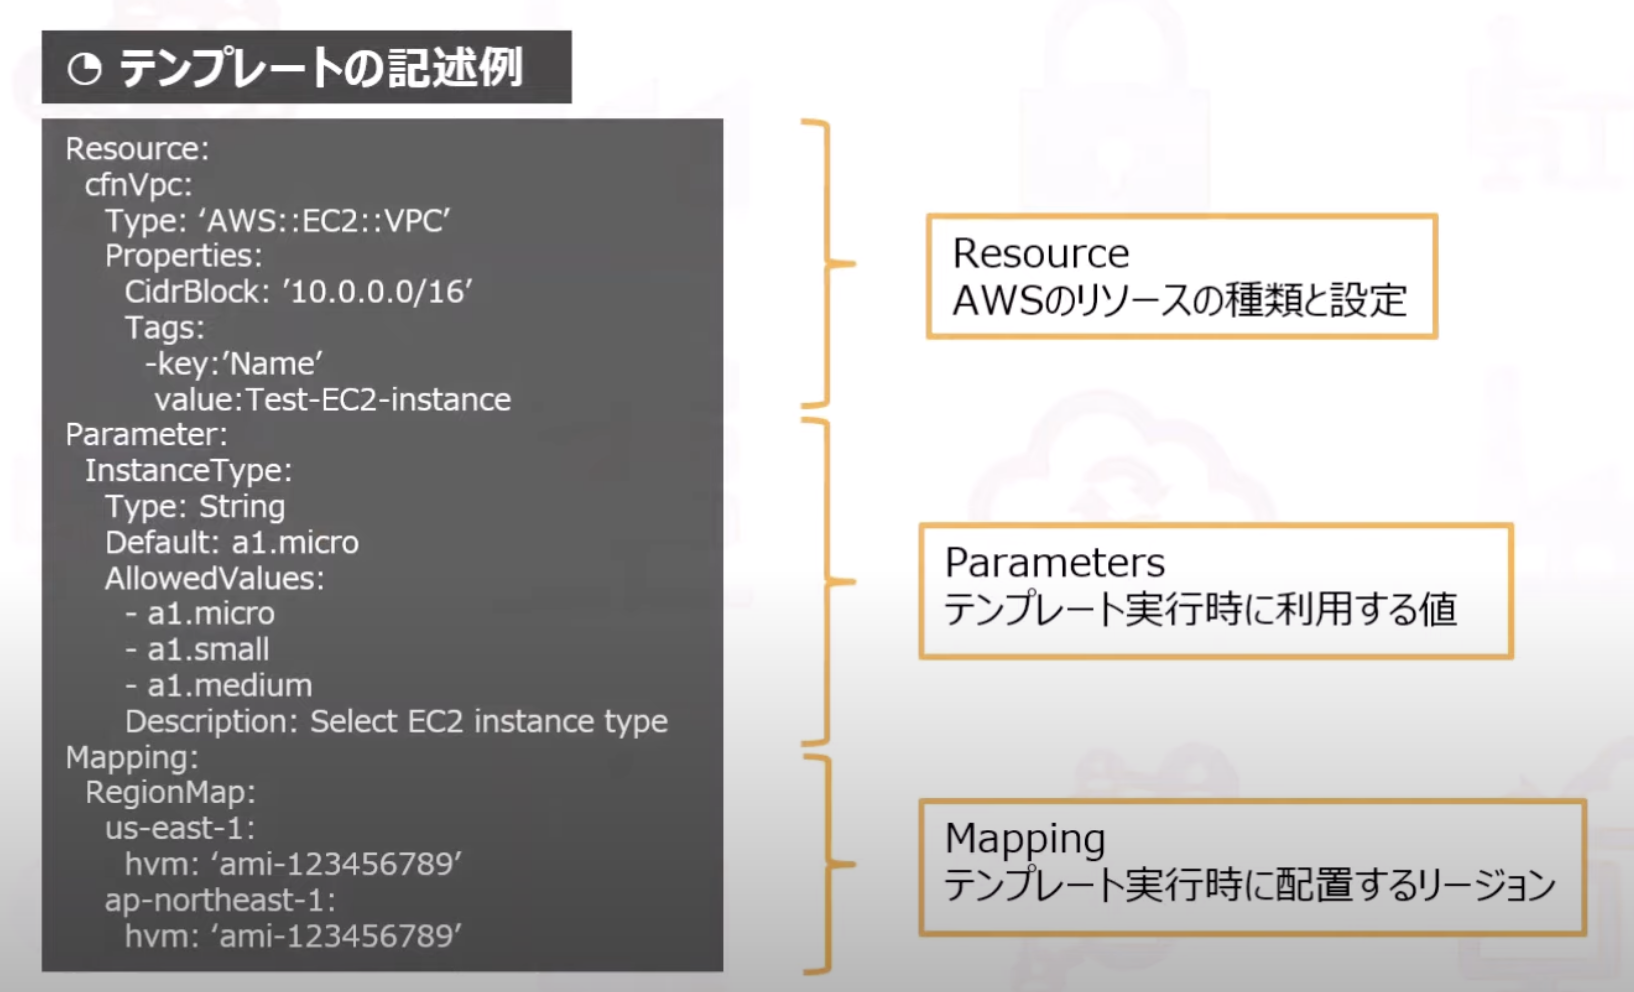 テンプレートの記述例
Resource:
cfnVpc:
Type: ‘AWS::EC2::VPC’
Properties:
CidrBlock: ’10.0.0.0/16’
Tags:
-key:’Name’
value:Test-EC2-instance
Parameter:
InstanceType:
Type: String
Default: a1.micro
AllowedValues:
- a1.micro
- a1.small
- a1.medium
Description: Select EC2 instance type
Mapping:
RegionMap:
us-east-1:
hvm: ‘ami-123456789’
ap-northeast-1:
hvm: ‘ami-123456789’
Resource
AWSのリソースの種類と設定
Parameters
テンプレート実行時に利用する値
Mapping
テンプレート実行時に配置するリージョン